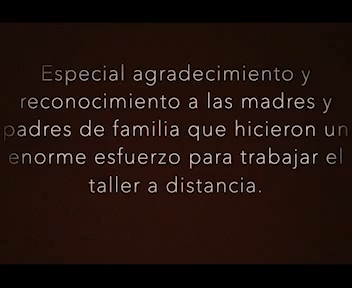 Especial agradecimiento y
reconocimiento a las madres y
padres de familia que hicieron un
enorme esfuerzo para trabajar el
taller a distancia.